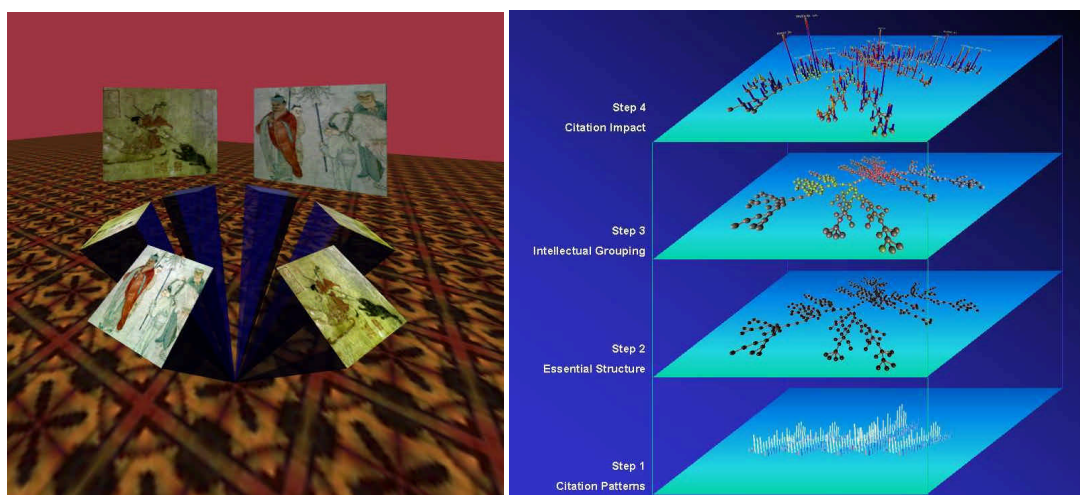 Step 4
Citation Impact
Step 3
Intellectual Grouping
Step 2
Essential Structure
Step 1
Citation Patterns